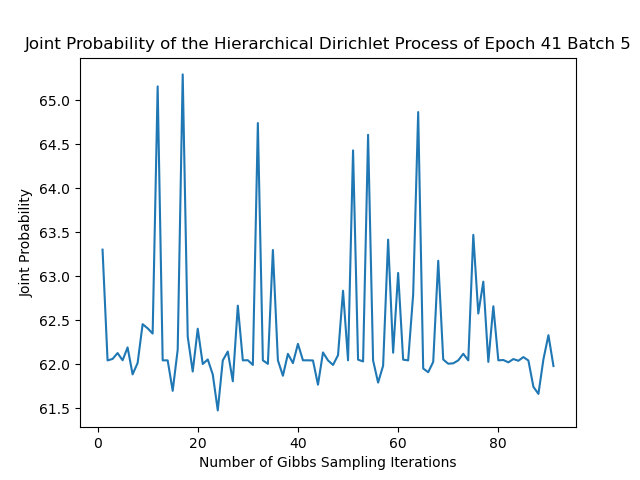 Joint Probability of the Hierarchical Dirichlet Process of Epoch 41 Batch 5
65.0
64.5
64.0
63.5
63.0
62.5
62.0
61.5
Joint Probability
0 20 40 60 80
Number of Gibbs Sampling Iterations